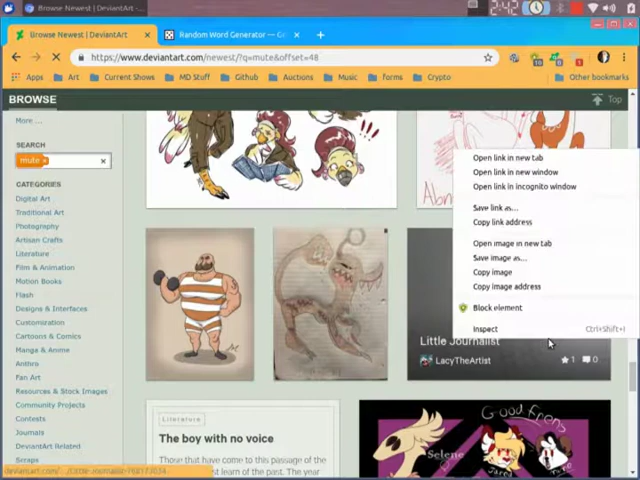 2:42
Browse Newest | DeviantArt
Random Word Generator —
https://www.deviantart.com/newest/?q=mute&offset=48
Apps
Art
Current Shows
MD Stuff
Github
Auctions
Music
forms
Crypto
Other bookmarks
BROWSE
Top
More ...
SEARCH
mute ×
CATEGORIES
Digital Art
Traditional Art
Photography
Artisan Crafts
Literature
Film & Animation
Motion Books
Flash
Designs & Interfaces
Customization
Cartoons & Comics
Manga & Anime
Anthro
Fan Art
Resources & Stock Images
Community Projects
Contests
Journals
DeviantArt Related
Scraps
Open link in new tab
Open link in new window
Open link in incognito window
Save link as...
Copy link address
Open image in new tab
Save image as...
Copy image
Copy image address
Block element
Inspect Ctrl+Shift+I
Little Journalist
LacyTheArtist
1 0
Literature
The boy with no voice
Those that have come to this passage of the
learn of the past. The year
Good Frens
Selene